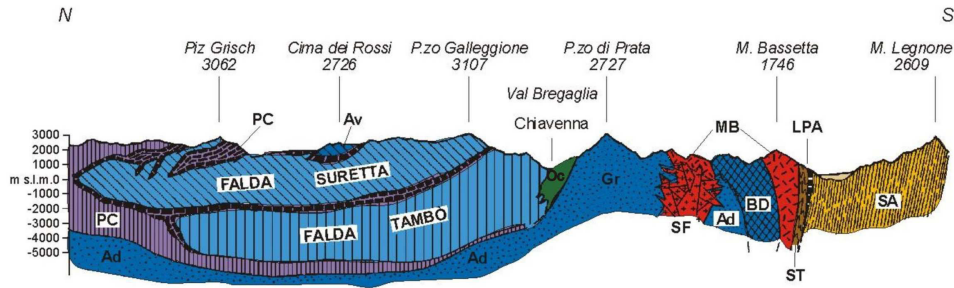 N S
Piz Grisch Cima dei Rossi P.zo Galleggione P.zo di Prata M. Bassetta M. Legnone
3062 2726 3107 2727 1746 2609
Val Bregaglia
Chiavenna
PC Av MB LPA
3000
2000
1000
m s.l.m.0
-1000
-2000
-3000
-4000
-5000
FALDA SURETTA
Oc
Gr
PC
FALDA TAMBO
Ad
Ad
SF
Ad
BD
SA
ST